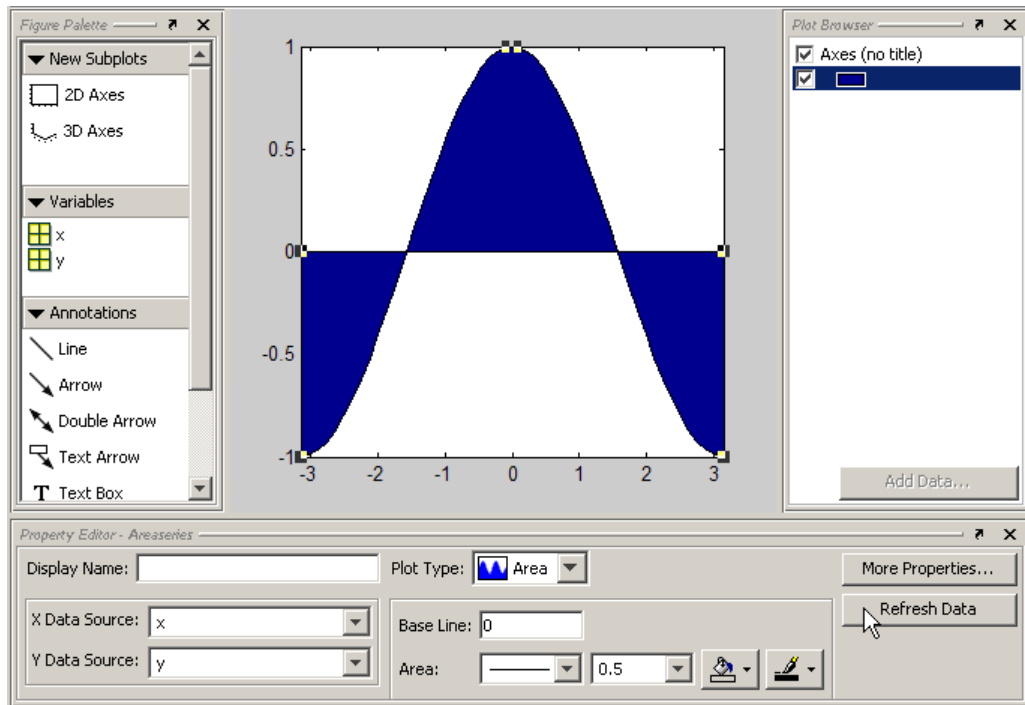 Figure Palette
New Subplots
2D Axes
3D Axes
Variables
x
y
Annotations
Line
Arrow
Double Arrow
Text Arrow
T Text Box
1
0.5
0
-0.5
-1
-3 -2 -1 0 1 2 3
Plot Browser
Axes (no title)
Add Data...
Property Editor - Areaseries
Display Name:
Plot Type: Area
More Properties...
X Data Source: x
Base Line: 0
Refresh Data
Y Data Source: y
Area: 0.5